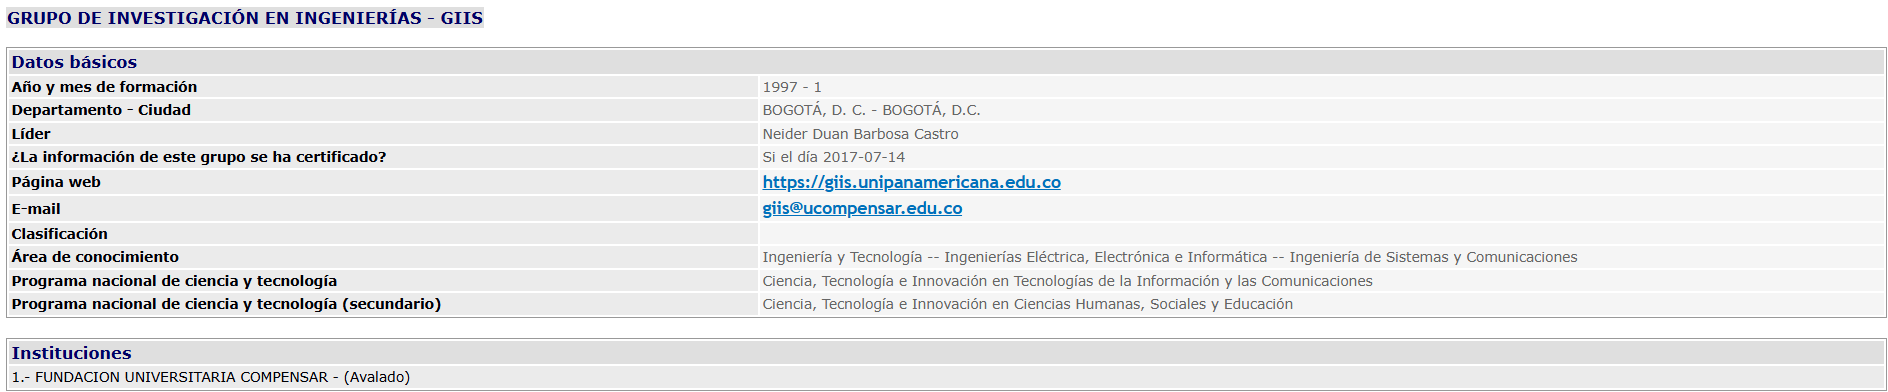 GRUPO DE INVESTIGACIÓN EN INGENIERÍAS - GIIS
Datos básicos
Año y mes de formación 1997 - 1
Departamento - Ciudad BOGOTÁ, D. C. - BOGOTÁ, D.C.
Líder Neider Duan Barbosa Castro
¿La información de este grupo se ha certificado? Si el día 2017-07-14
Página web https://giis.unipanamericana.edu.co
E-mail giis@ucompensar.edu.co
Clasificación
Área de conocimiento Ingeniería y Tecnología -- Ingenierías Eléctrica, Electrónica e Informática -- Ingeniería de Sistemas y Comunicaciones
Programa nacional de ciencia y tecnología Ciencia, Tecnología e Innovación en Tecnologías de la Información y las Comunicaciones
Programa nacional de ciencia y tecnología (secundario) Ciencia, Tecnología e Innovación en Ciencias Humanas, Sociales y Educación
Instituciones
1.- FUNDACION UNIVERSITARIA COMPENSAR - (Avalado)